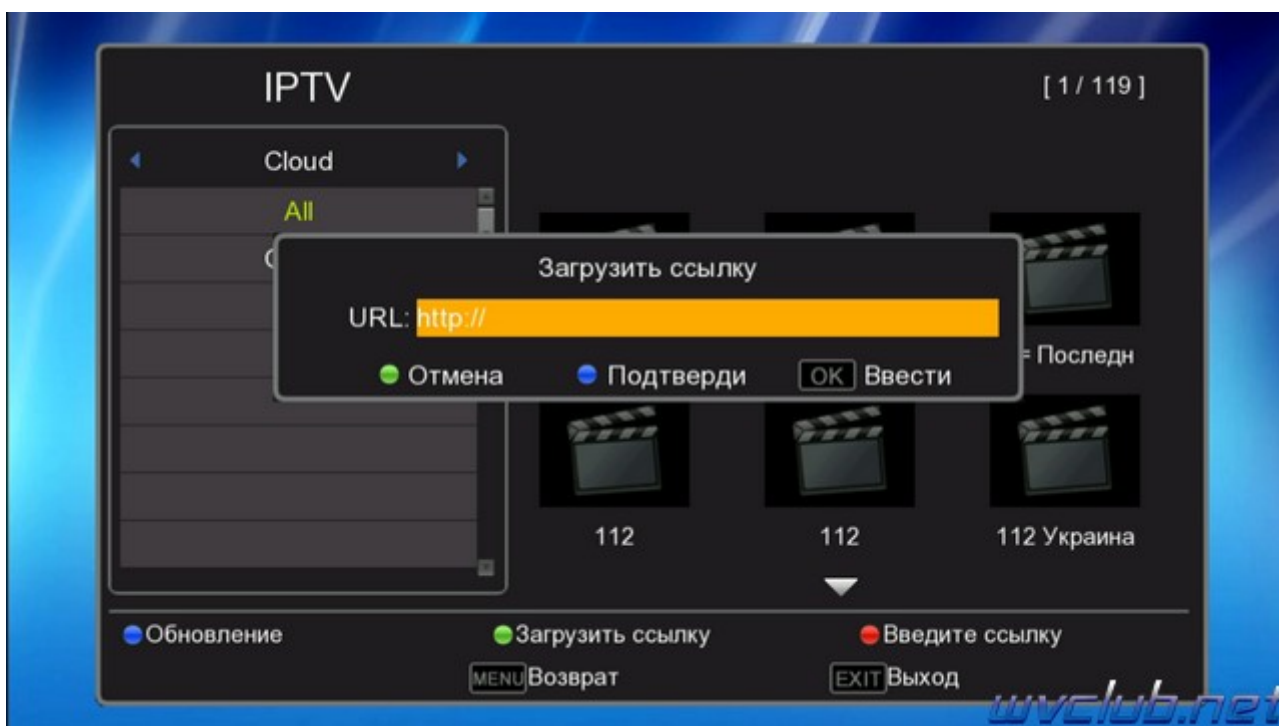 IPTV
[ 1 / 119 ]
Cloud
All
Загрузить ссылку
URL: http://
Отмена Подтверди OK Ввести
= Последн
112 112 112 Украина
Обновление Загрузить ссылку Введите ссылку
MENU Возврат EXIT Выход
wvclub.net